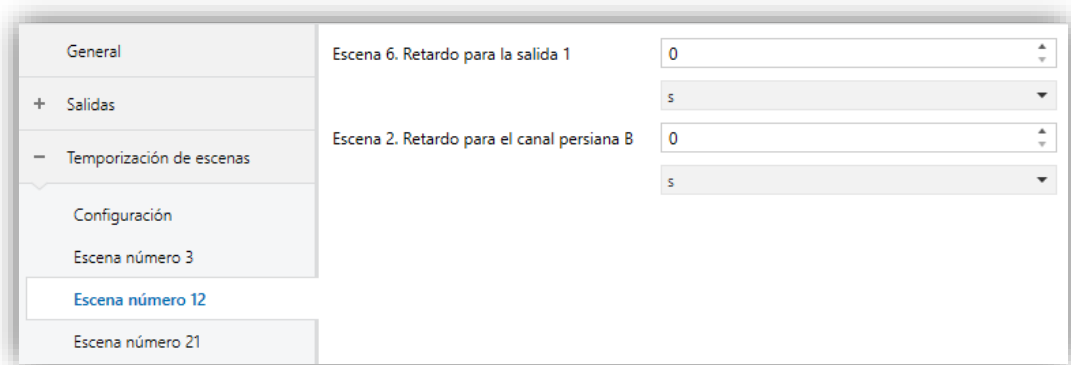 General
+ Salidas
− Temporización de escenas
Configuración
Escena número 3
Escena número 12
Escena número 21
Escena 6. Retardo para la salida 1
0
s
Escena 2. Retardo para el canal persiana B
0
s